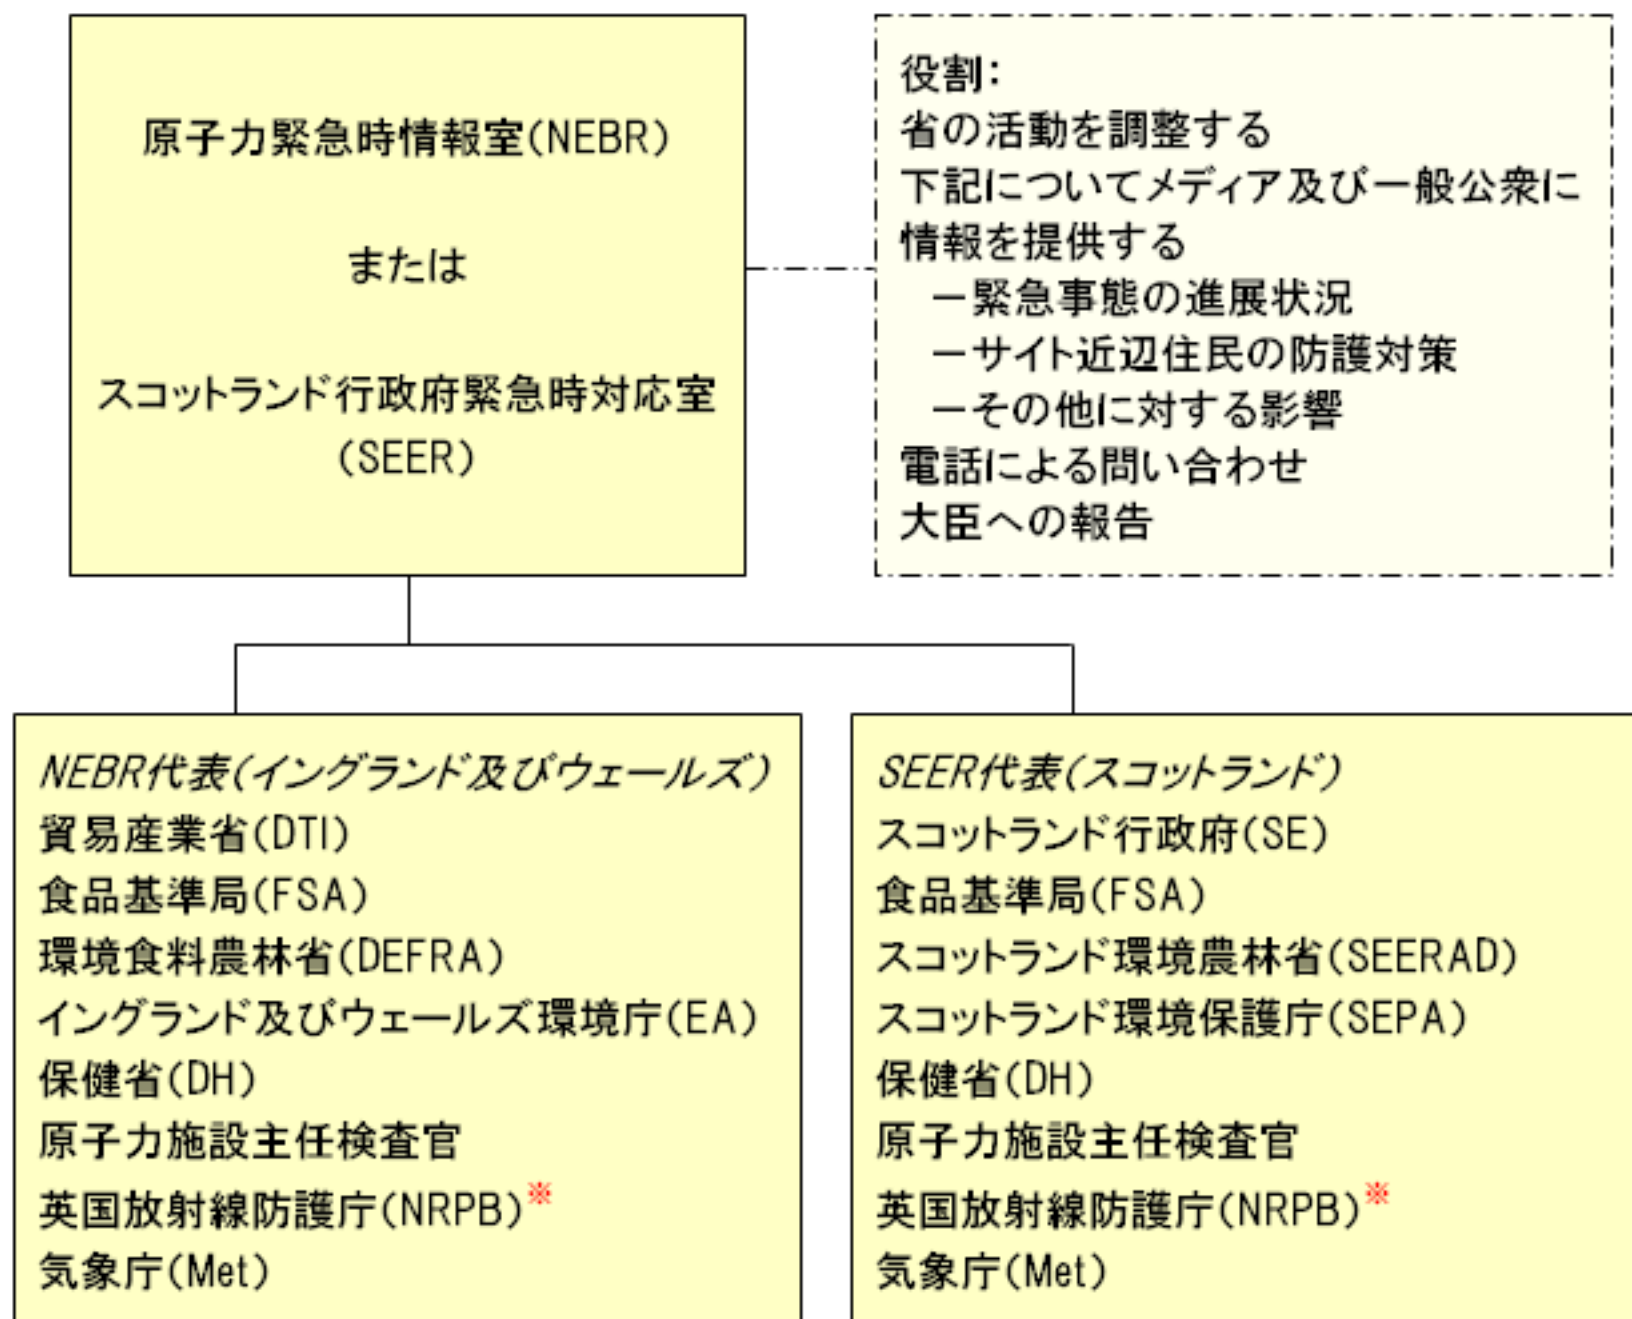 原子力緊急時情報室(NEBR)
または
スコットランド行政府緊急時対応室
(SEER)
役割：
省の活動を調整する
下記についてメディア及び一般公衆に
情報を提供する
－緊急事態の進展状況
－サイト近辺住民の防護対策
－その他に対する影響
電話による問い合わせ
大臣への報告
NEBR代表(イングランド及びウェールズ)
貿易産業省(DTI)
食品基準局(FSA)
環境食料農林省(DEFRA)
イングランド及びウェールズ環境庁(EA)
保健省(DH)
原子力施設主任検査官
英国放射線防護庁(NRPB)※
気象庁(Met)
SEER代表(スコットランド)
スコットランド行政府(SE)
食品基準局(FSA)
スコットランド環境農林省(SEERAD)
スコットランド環境保護庁(SEPA)
保健省(DH)
原子力施設主任検査官
英国放射線防護庁(NRPB)※
気象庁(Met)